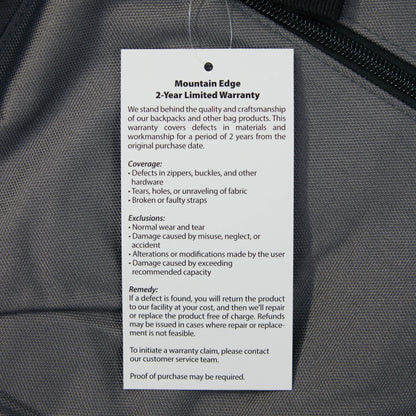 Mountain Edge
2-Year Limited Warranty
We stand behind the quality and craftsmanship
of our backpacks and other bag products. This
warranty covers defects in materials and
workmanship for a period of 2 years from the
original purchase date.
Coverage:
• Defects in zippers, buckles, and other
hardware
• Tears, holes, or unraveling of fabric
• Broken or faulty straps
Exclusions:
• Normal wear and tear
• Damage caused by misuse, neglect, or
accident
• Alterations or modifications made by the user
• Damage caused by exceeding
recommended capacity
Remedy:
If a defect is found, you will return the product
to our facility at your cost, and then we'll repair
or replace the product free of charge. Refunds
may be issued in cases where repair or replace-
ment is not feasible.
To initiate a warranty claim, please contact
our customer service team.
Proof of purchase may be required.